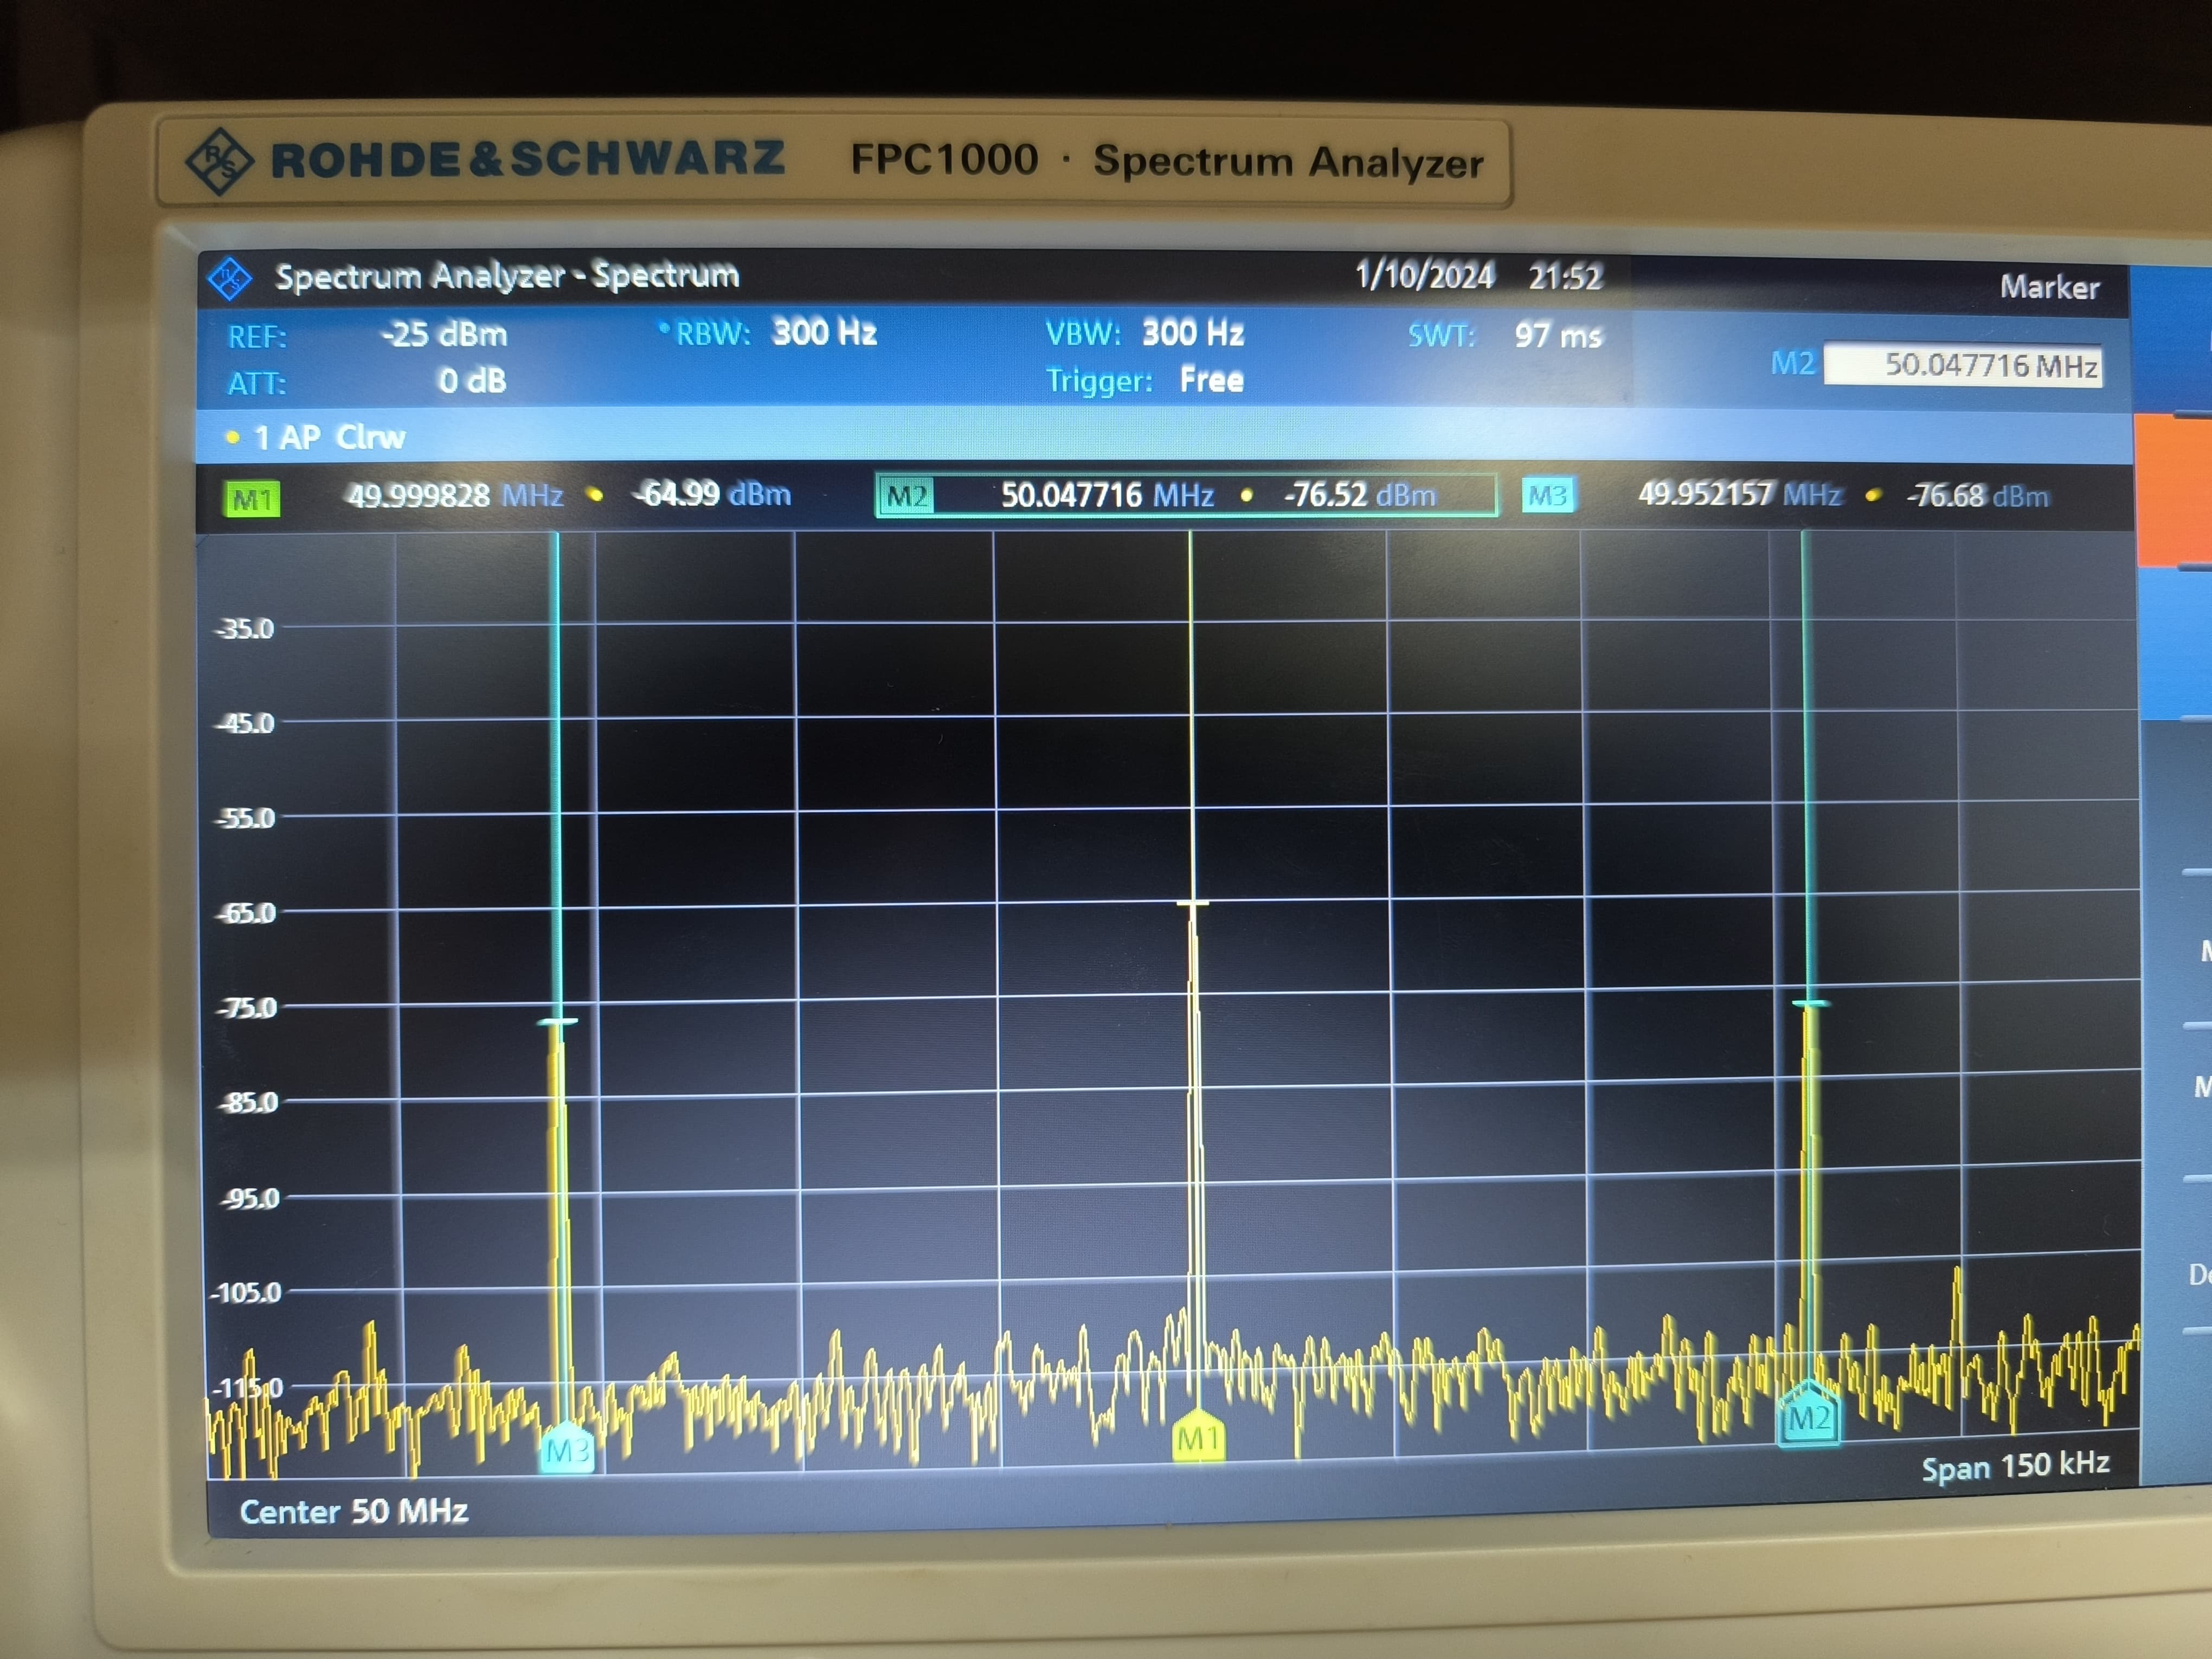 ROHDE & SCHWARZ FPC1000 · Spectrum Analyzer
Spectrum Analyzer - Spectrum 1/10/2024 21:52 Marker
REF: -25 dBm • RBW: 300 Hz VBW: 300 Hz SWT: 97 ms
M2 50.047716 MHz
ATT: 0 dB Trigger: Free
• 1 AP Clrw
M1 49.999828 MHz • -64.99 dBm M2 50.047716 MHz • -76.52 dBm M3 49.952157 MHz • -76.68 dBm
-35.0
-45.0
-55.0
-65.0
-75.0
-85.0
-95.0
-105.0
-115.0
M3 M1 M2
Center 50 MHz Span 150 kHz